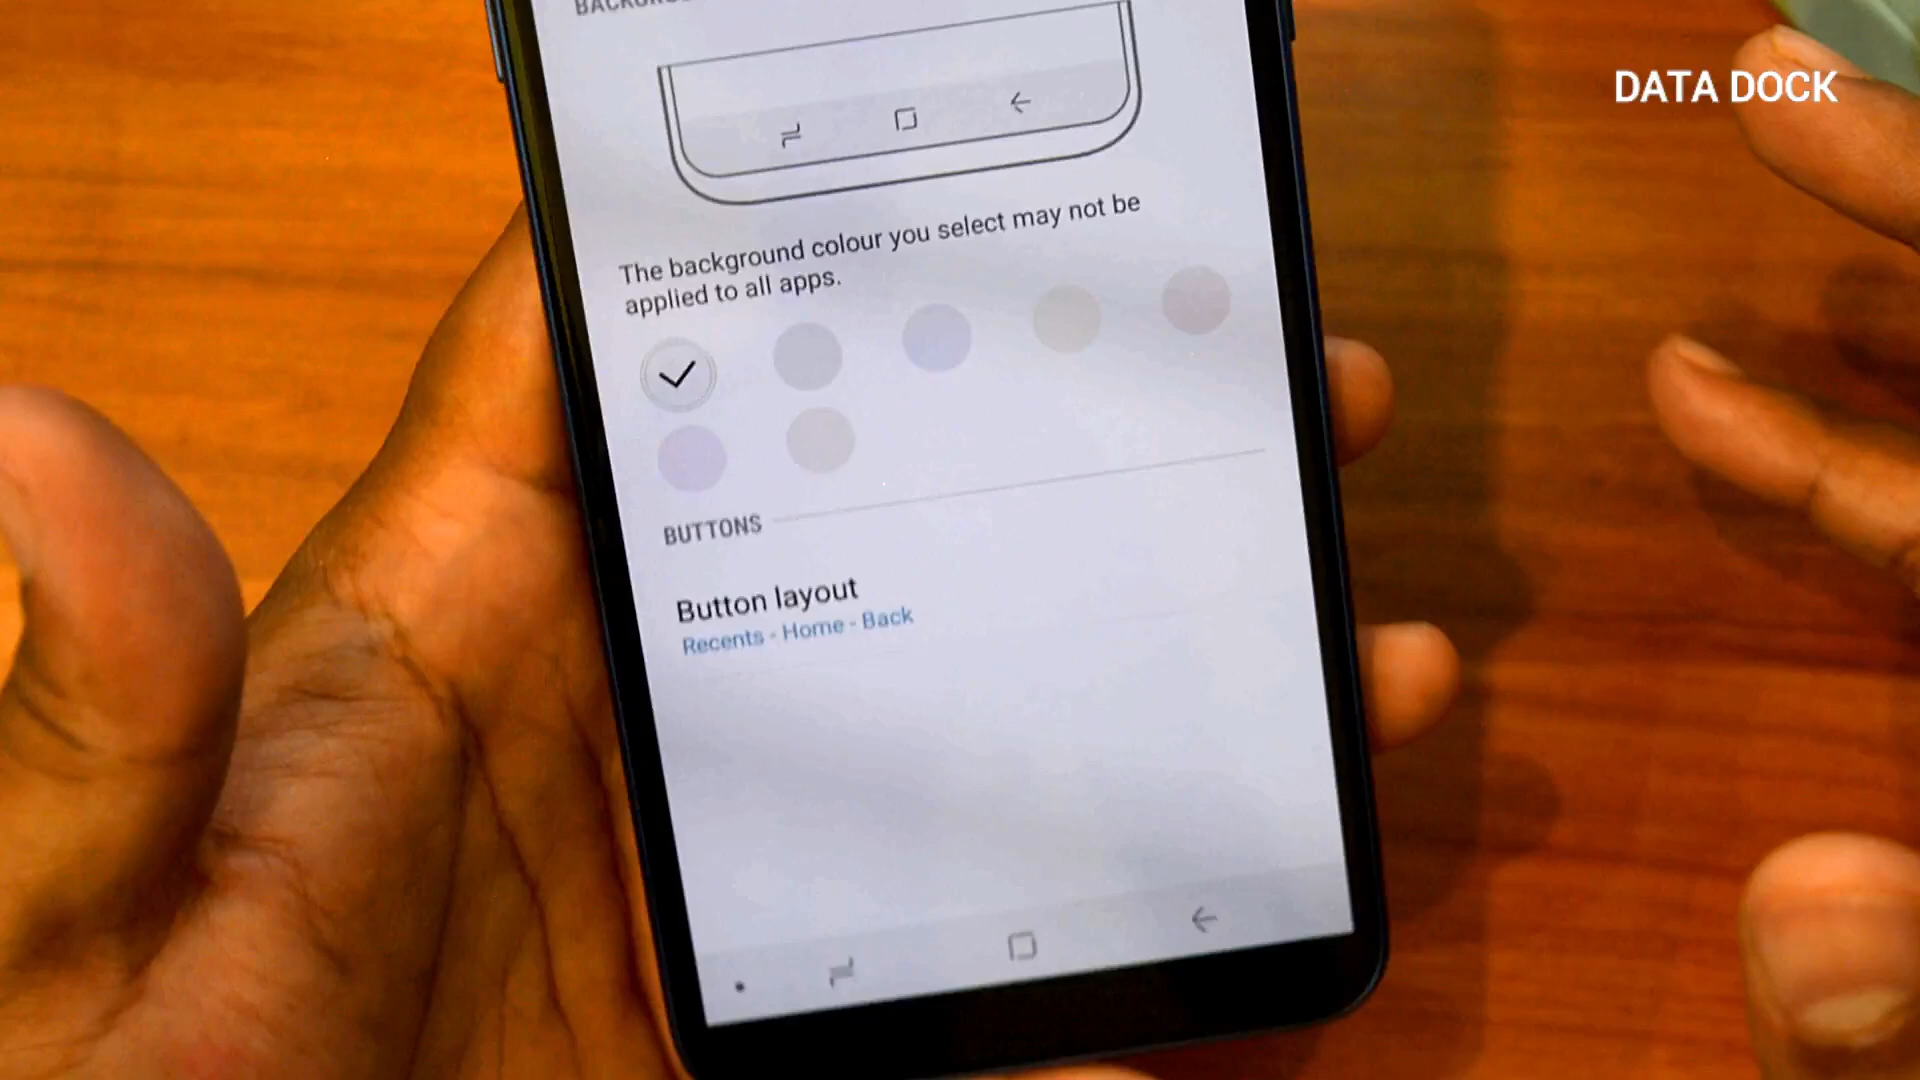 DATA DOCK
The background colour you select may not be
applied to all apps.
BUTTONS
Button layout
Recents - Home - Back